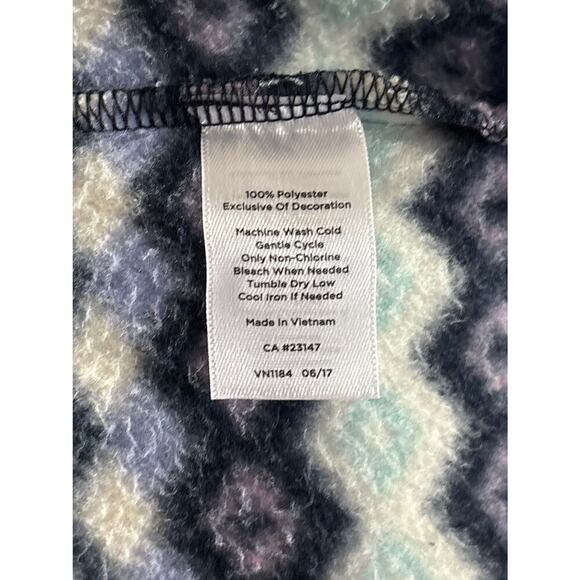 100% Polyester
Exclusive Of Decoration
Machine Wash Cold
Gentle Cycle
Only Non-Chlorine
Bleach When Needed
Tumble Dry Low
Cool Iron If Needed
Made in Vietnam
CA #23147
VN1184 06/17